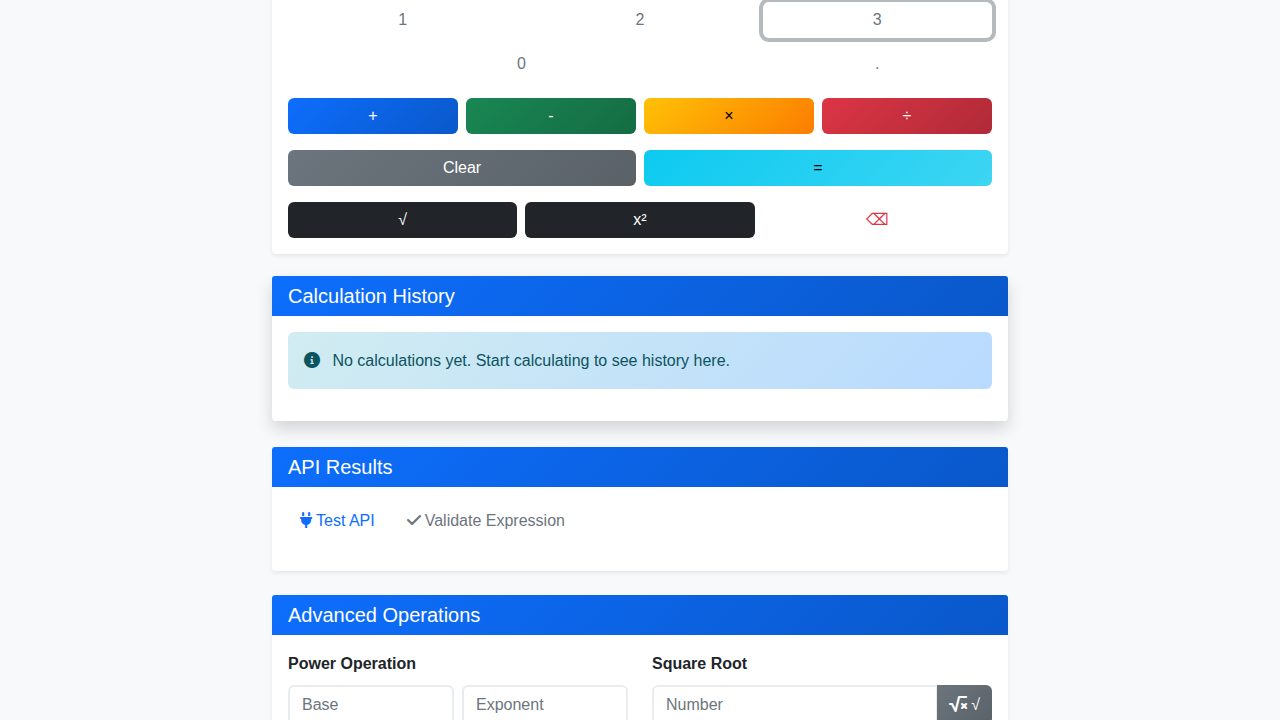 1 2 3
0 .
+ - × ÷
Clear =
√ x² ⌫
Calculation History
No calculations yet. Start calculating to see history here.
API Results
Test API Validate Expression
Advanced Operations
Power Operation Square Root
Base Exponent Number √